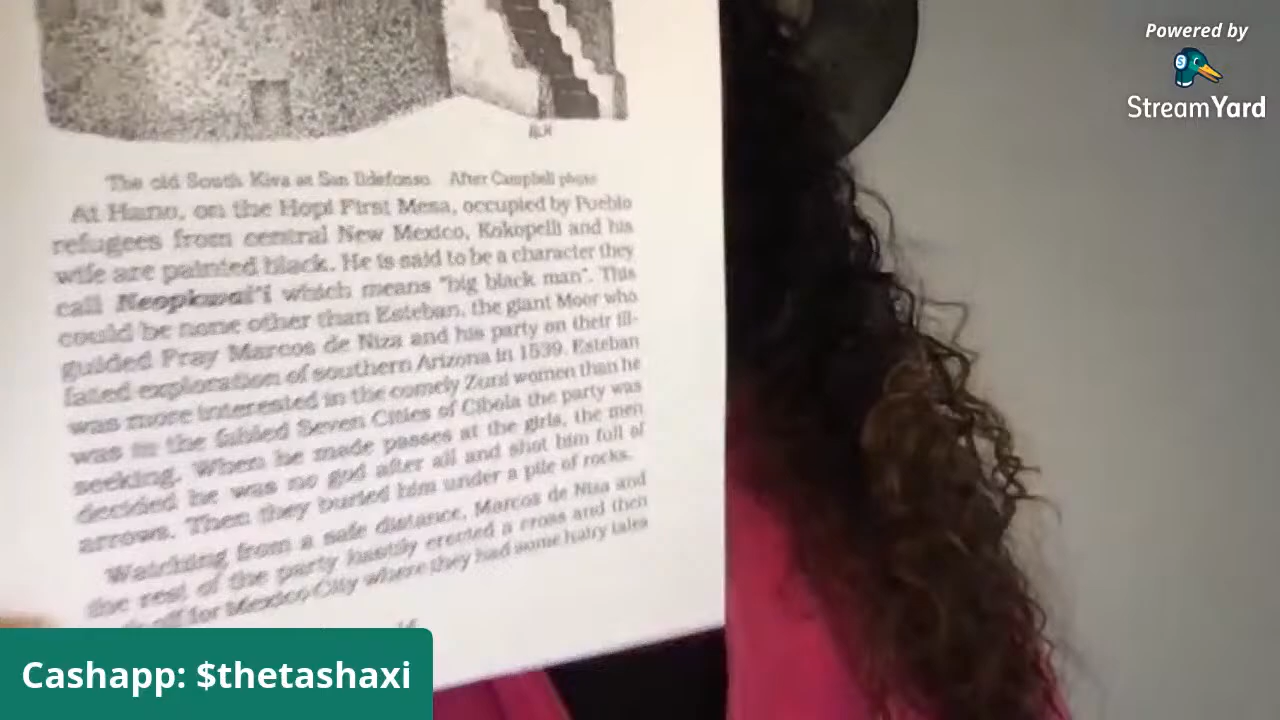 Powered by
StreamYard
The old South Kiva at San Ildefonso. After Campbell photo
At Hano, on the Hopi First Mesa, occupied by Pueblo
refugees from central New Mexico, Kokopelli and his
wife are painted black. He is said to be a character they
call Neopkwai'i which means "big black man". This
could be none other than Esteban, the giant Moor who
guided Fray Marcos de Niza and his party on their ill-
fated exploration of southern Arizona in 1539. Esteban
was more interested in the comely Zuni women than he
was in the fabled Seven Cities of Cibola the party was
seeking. When he made passes at the girls, the men
decided he was no god after all and shot him full of
arrows. Then they buried him under a pile of rocks.
Watching from a safe distance, Marcos de Niza and
the rest of the party hastily erected a cross and then
off for Mexico City where they had some hairy tales
Cashapp: $thetashaxi